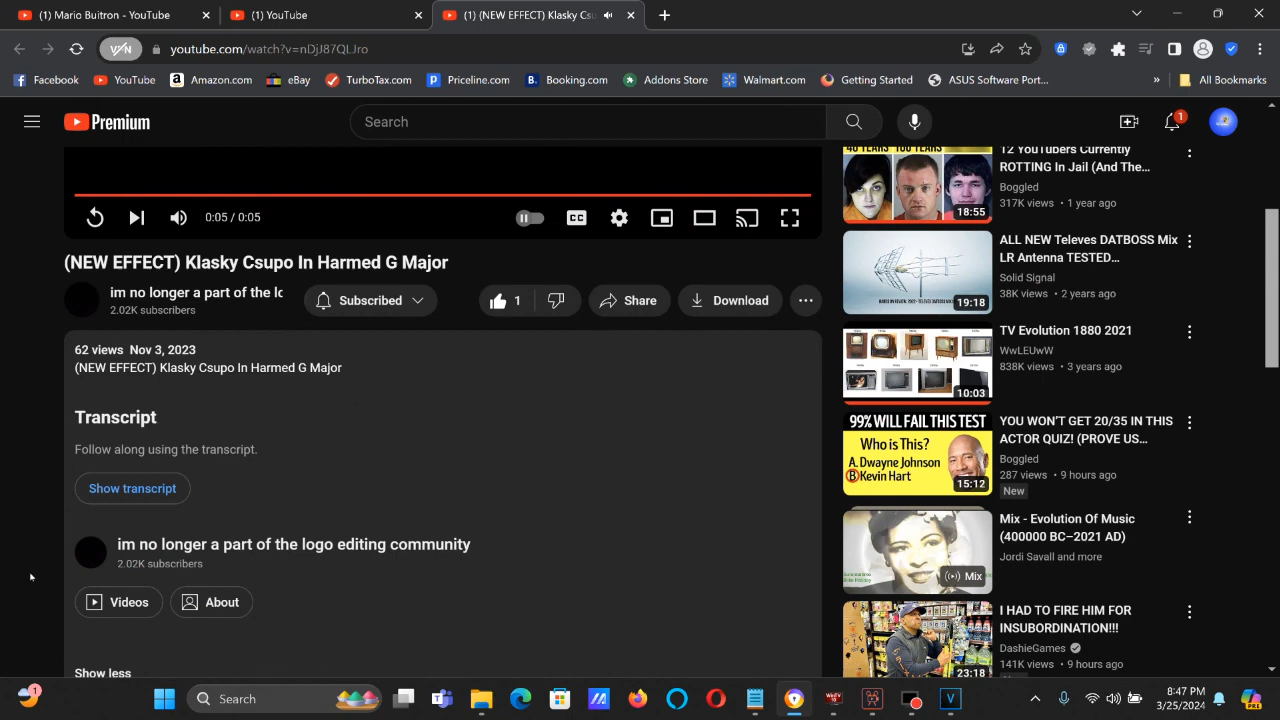 (1) Mario Buitron - YouTube
(1) YouTube
(1) (NEW EFFECT) Klasky Csu
VPN
youtube.com/watch?v=nDjJ87QLJro
Facebook
YouTube
Amazon.com
eBay
TurboTax.com
Priceline.com
Booking.com
Addons Store
Walmart.com
Getting Started
ASUS Software Port...
»
All Bookmarks
Premium
Search
1
0:05 / 0:05
CC
(NEW EFFECT) Klasky Csupo In Harmed G Major
im no longer a part of the lo
2.02K subscribers
Subscribed
1
Share
Download
62 views Nov 3, 2023
(NEW EFFECT) Klasky Csupo In Harmed G Major
Transcript
Follow along using the transcript.
Show transcript
im no longer a part of the logo editing community
2.02K subscribers
Videos
About
Show less
40 YEARS 100 YEARS
18:55
12 YouTubers Currently
ROTTING In Jail (And The...
Boggled
317K views • 1 year ago
19:18
ALL NEW Televes DATBOSS Mix
LR Antenna TESTED...
Solid Signal
38K views • 2 years ago
10:03
TV Evolution 1880 2021
WwLEUwW
838K views • 3 years ago
99% WILL FAIL THIS TEST
Who is This?
A. Dwayne Johnson
B Kevin Hart
15:12
YOU WON'T GET 20/35 IN THIS
ACTOR QUIZ! (PROVE US...
Boggled
287 views • 9 hours ago
New
Mix
Mix - Evolution Of Music
(400000 BC–2021 AD)
Jordi Savall and more
23:18
I HAD TO FIRE HIM FOR
INSUBORDINATION!!!
DashieGames
141K views • 9 hours ago
1
Search
8:47 PM
3/25/2024
PRE